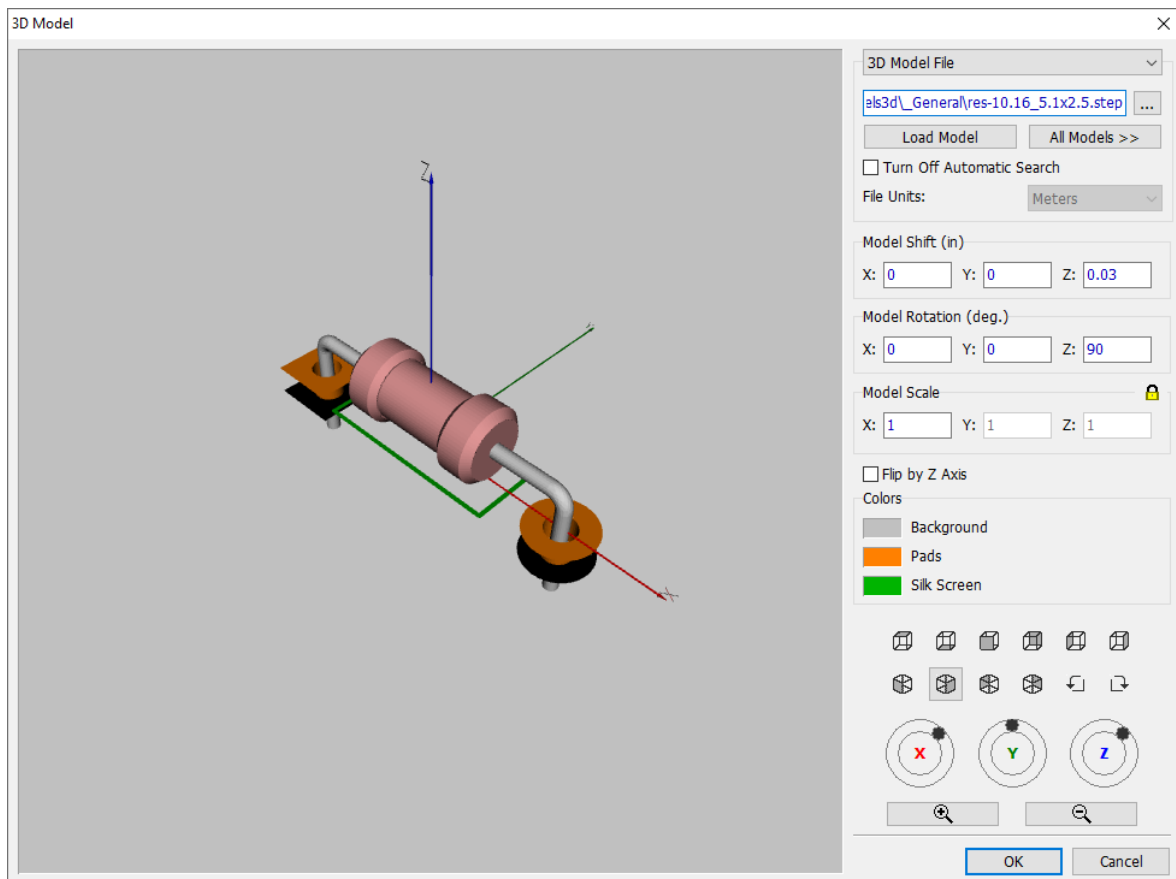 3D Model
Z
X
3D Model File
els3d\_General\res-10.16_5.1x2.5.step
...
Load Model
All Models >>
Turn Off Automatic Search
File Units:
Meters
Model Shift (in)
X: 0 Y: 0 Z: 0.03
Model Rotation (deg.)
X: 0 Y: 0 Z: 90
Model Scale
X: 1 Y: 1 Z: 1
Flip by Z Axis
Colors
Background
Pads
Silk Screen
X Y Z
OK
Cancel